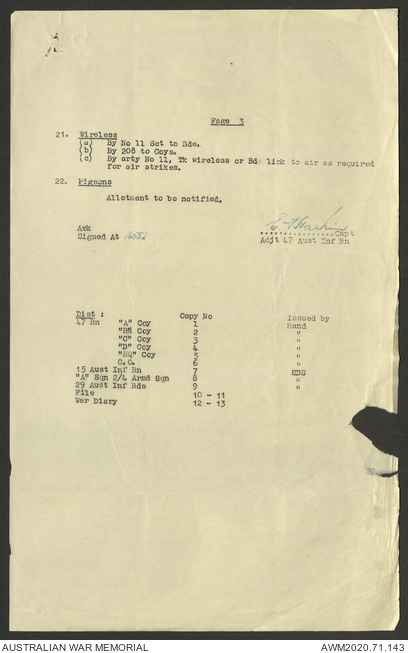 Page 3
21. Wireless
(a) By No 11 Set to Bde.
(b) By 208 to Coys.
(c) By arty No 11, Tk wireless or Bde link to air as required
for air strikes.
22. Pigeons
Allotment to be notified.
Ack
Signed At
Capt
Adjt 47 Aust Inf Bn
Dist : Copy No Issued by
47 Bn "A" Coy 1 Hand
"B" Coy 2 "
"C" Coy 3 "
"D" Coy 4 "
"HQ" Coy 5 "
C.O. 6 "
15 Aust Inf Bn 7 SDS
"A" Sqn 2/4 Armd Sqn 8 "
29 Aust Inf Bde 9 "
File 10 - 11
War Diary 12 - 13
AUSTRALIAN WAR MEMORIAL AWM2020.71.143